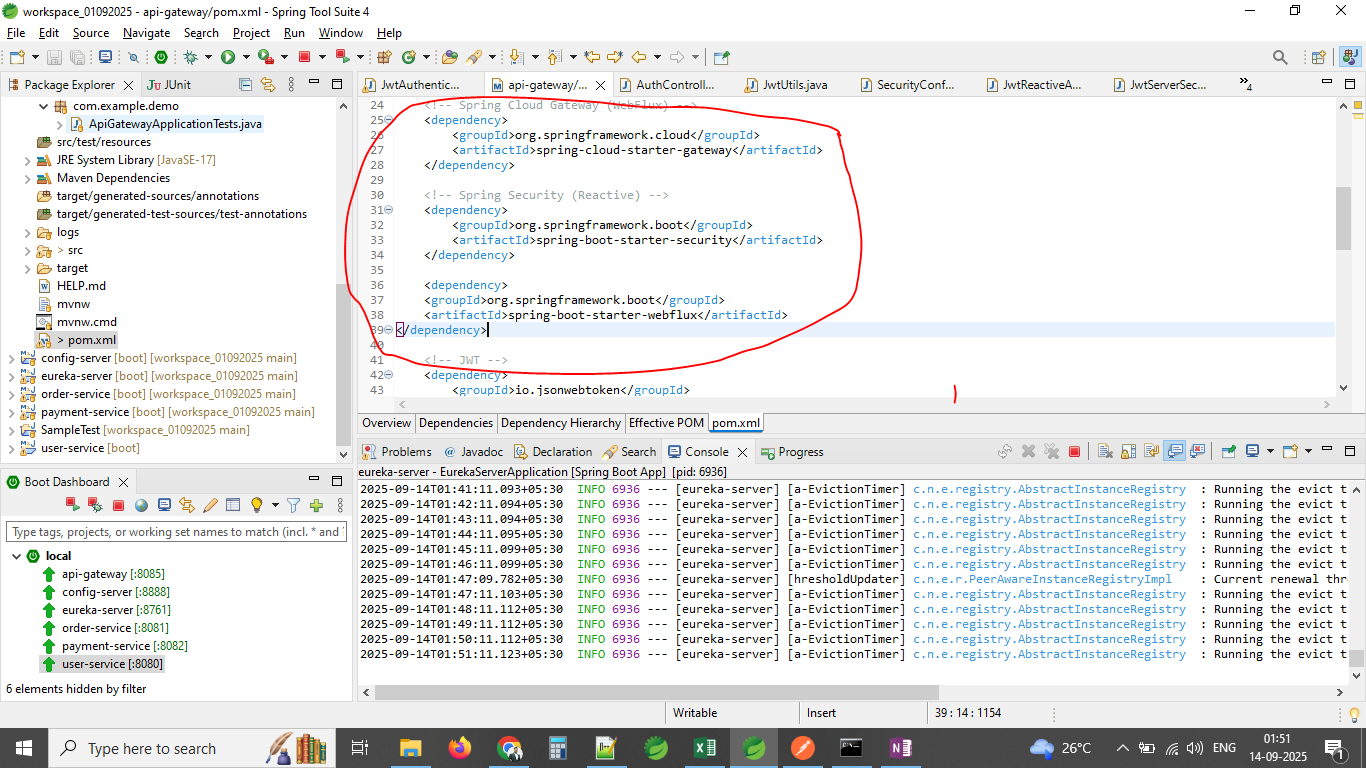 workspace_01092025 - api-gateway/pom.xml - Spring Tool Suite 4
File Edit Source Navigate Search Project Run Window Help
Package Explorer JUnit
com.example.demo
ApiGatewayApplicationTests.java
src/test/resources
JRE System Library [JavaSE-17]
Maven Dependencies
target/generated-sources/annotations
target/generated-test-sources/test-annotations
logs
> src
target
HELP.md
mvnw
mvnw.cmd
> pom.xml
config-server [boot] [workspace_01092025 main]
eureka-server [boot] [workspace_01092025 main]
order-service [boot] [workspace_01092025 main]
payment-service [boot] [workspace_01092025 main]
SampleTest [workspace_01092025 main]
user-service [boot]
Boot Dashboard
Type tags, projects, or working set names to match (incl. * and
local
api-gateway [:8085]
config-server [:8888]
eureka-server [:8761]
order-service [:8081]
payment-service [:8082]
user-service [:8080]
6 elements hidden by filter
JwtAuthentic... api-gateway/... AuthControll... JwtUtils.java SecurityConf... JwtReactiveA... JwtServerSec... »4
24 <!-- Spring Cloud Gateway (WebFlux) -->
25 <dependency>
26 <groupId>org.springframework.cloud</groupId>
27 <artifactId>spring-cloud-starter-gateway</artifactId>
28 </dependency>
29
30 <!-- Spring Security (Reactive) -->
31 <dependency>
32 <groupId>org.springframework.boot</groupId>
33 <artifactId>spring-boot-starter-security</artifactId>
34 </dependency>
35
36 <dependency>
37 <groupId>org.springframework.boot</groupId>
38 <artifactId>spring-boot-starter-webflux</artifactId>
39 </dependency>
40
41 <!-- JWT -->
42 <dependency>
43 <groupId>io.jsonwebtoken</groupId>
Overview Dependencies Dependency Hierarchy Effective POM pom.xml
Problems Javadoc Declaration Search Console Progress
eureka-server - EurekaServerApplication [Spring Boot App] [pid: 6936]
2025-09-14T01:41:11.093+05:30 INFO 6936 --- [eureka-server] [a-EvictionTimer] c.n.e.registry.AbstractInstanceRegistry : Running the evict t
2025-09-14T01:42:11.094+05:30 INFO 6936 --- [eureka-server] [a-EvictionTimer] c.n.e.registry.AbstractInstanceRegistry : Running the evict t
2025-09-14T01:43:11.094+05:30 INFO 6936 --- [eureka-server] [a-EvictionTimer] c.n.e.registry.AbstractInstanceRegistry : Running the evict t
2025-09-14T01:44:11.095+05:30 INFO 6936 --- [eureka-server] [a-EvictionTimer] c.n.e.registry.AbstractInstanceRegistry : Running the evict t
2025-09-14T01:45:11.099+05:30 INFO 6936 --- [eureka-server] [a-EvictionTimer] c.n.e.registry.AbstractInstanceRegistry : Running the evict t
2025-09-14T01:46:11.099+05:30 INFO 6936 --- [eureka-server] [a-EvictionTimer] c.n.e.registry.AbstractInstanceRegistry : Running the evict t
2025-09-14T01:47:09.782+05:30 INFO 6936 --- [eureka-server] [hresholdUpdater] c.n.e.r.PeerAwareInstanceRegistryImpl : Current renewal thr
2025-09-14T01:47:11.103+05:30 INFO 6936 --- [eureka-server] [a-EvictionTimer] c.n.e.registry.AbstractInstanceRegistry : Running the evict t
2025-09-14T01:48:11.112+05:30 INFO 6936 --- [eureka-server] [a-EvictionTimer] c.n.e.registry.AbstractInstanceRegistry : Running the evict t
2025-09-14T01:49:11.112+05:30 INFO 6936 --- [eureka-server] [a-EvictionTimer] c.n.e.registry.AbstractInstanceRegistry : Running the evict t
2025-09-14T01:50:11.112+05:30 INFO 6936 --- [eureka-server] [a-EvictionTimer] c.n.e.registry.AbstractInstanceRegistry : Running the evict t
2025-09-14T01:51:11.123+05:30 INFO 6936 --- [eureka-server] [a-EvictionTimer] c.n.e.registry.AbstractInstanceRegistry : Running the evict t
Writable Insert 39 : 14 : 1154
Type here to search 26°C ENG 01:51
14-09-2025 1